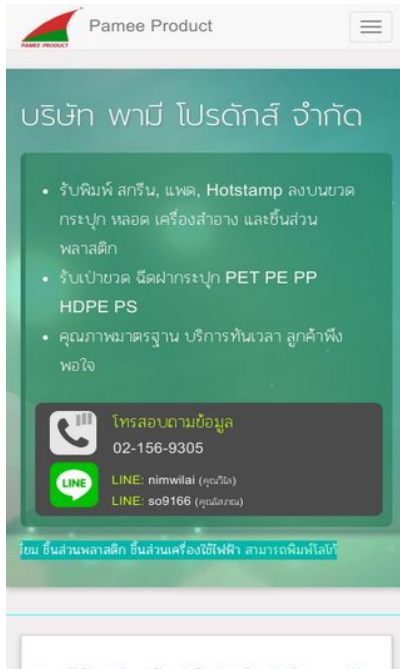 PAMEE PRODUCT
Pamee Product
บริษัท พามี โปรดักส์ จำกัด
รับพิมพ์ สกรีน, แพด, Hotstamp ลงบนขวด
กระปุก หลอด เครื่องสำอาง และชิ้นส่วน
พลาสติก
รับเป่าขวด ฉีดฝากระปุก PET PE PP
HDPE PS
คุณภาพมาตรฐาน บริการทันเวลา ลูกค้าพึง
พอใจ
โทรสอบถามข้อมูล
02-156-9305
LINE
LINE: nimwilai (คุณวิไล)
LINE: so9166 (คุณโสภณ)
ชิ้นส่วนพลาสติก ชิ้นส่วนเครื่องใช้ไฟฟ้า สามารถพิมพ์โลโก้